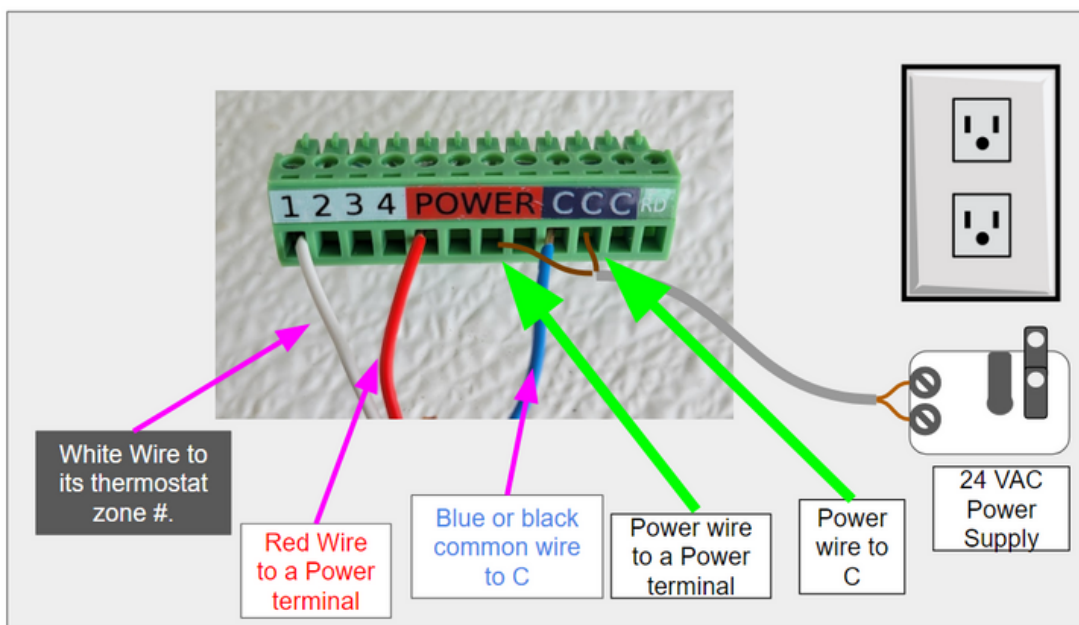 1 2 3 4 POWER C C C RD
White Wire to
its thermostat
zone #.
Red Wire
to a Power
terminal
Blue or black
common wire
to C
Power wire
to a Power
terminal
Power
wire to
C
24 VAC
Power
Supply